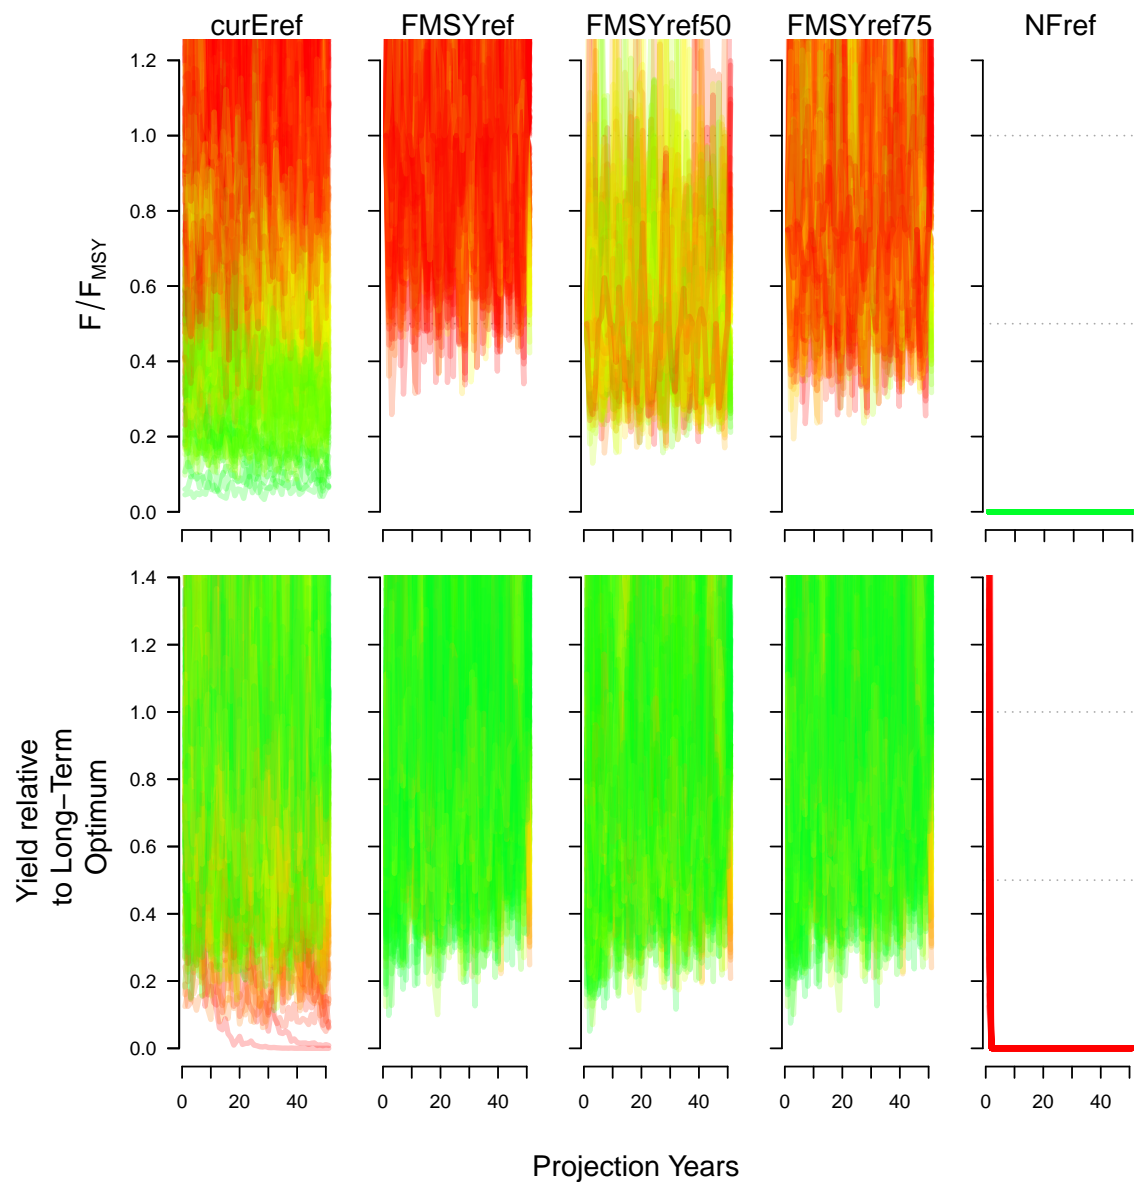 curEref FMSYref FMSYref50 FMSYref75 NFref
1.2
1.0
0.8
0.6
0.4
0.2
0.0
F/F_MSY
1.4
1.2
1.0
0.8
0.6
0.4
0.2
0.0
Yield relative
to Long−Term
Optimum
0 20 40 0 20 40 0 20 40 0 20 40 0 20 40
Projection Years